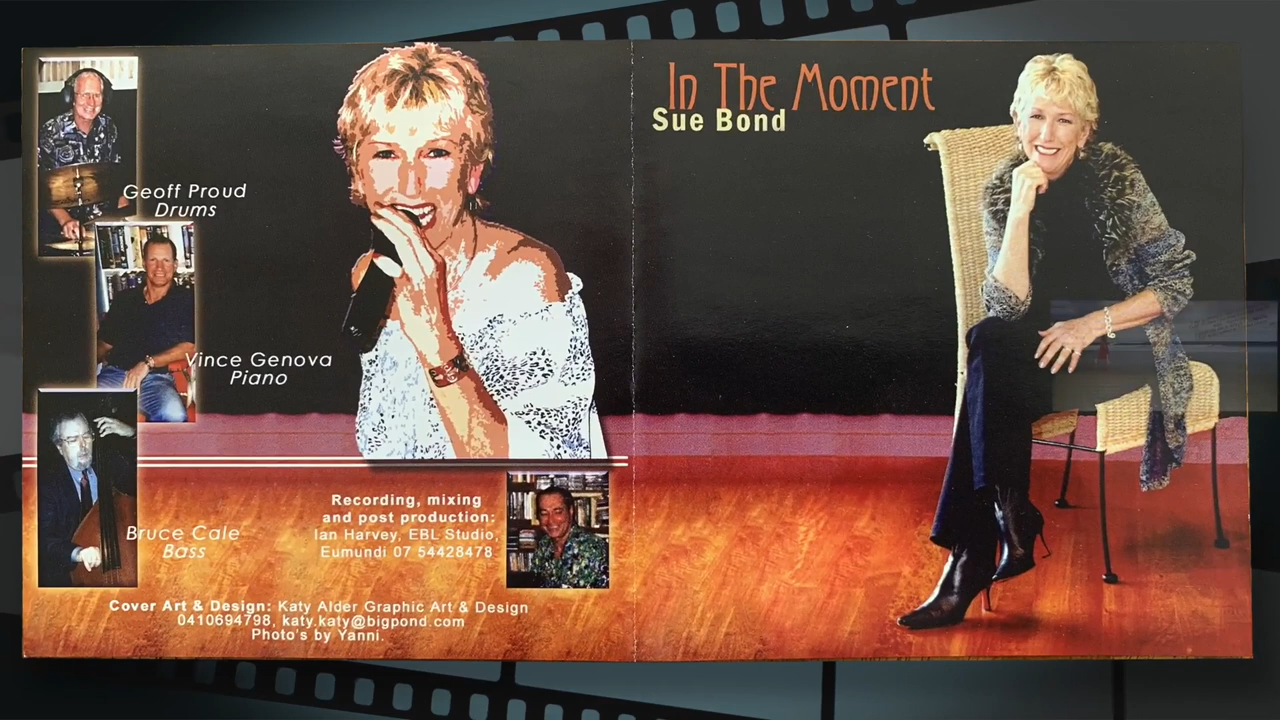 In The Moment
Sue Bond
Geoff Proud
Drums
Vince Genova
Piano
Bruce Cale
Bass
Recording, mixing
and post production:
Ian Harvey, EBL Studio,
Eumundi 07 54428478
Cover Art & Design: Katy Alder Graphic Art & Design
0410694798, katy.katy@bigpond.com
Photo's by Yanni.